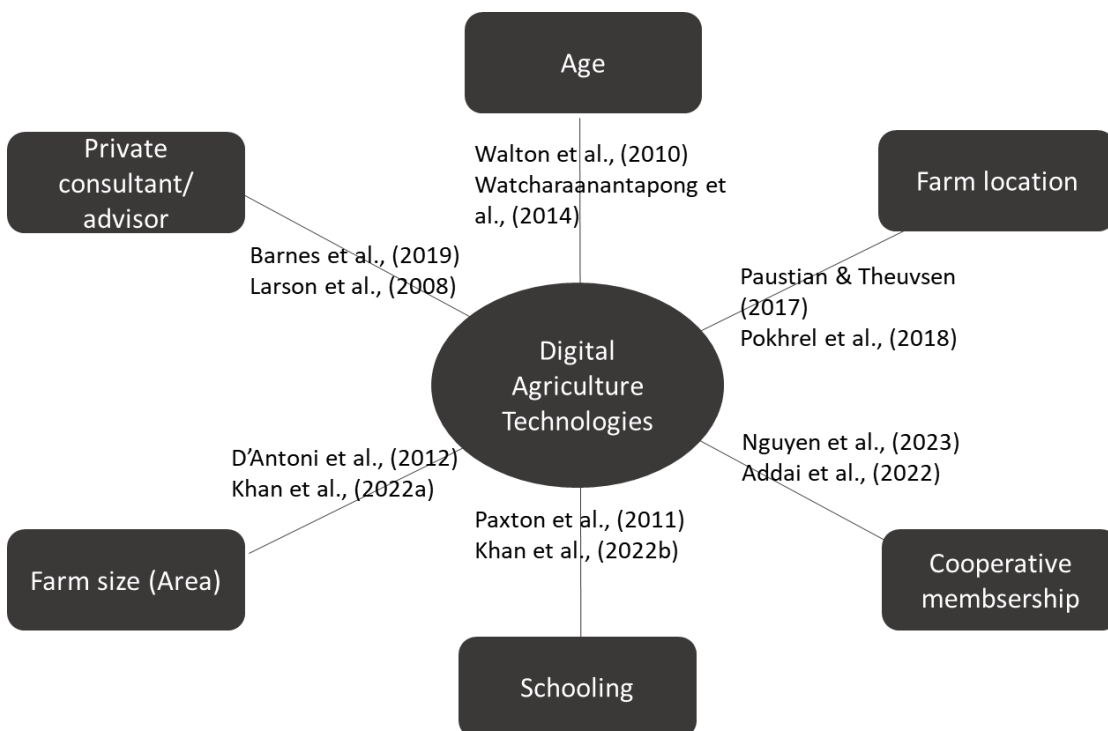 Age
Private
consultant/
advisor
Farm location
Walton et al., (2010)
Watcharaanantapong et
al., (2014)
Barnes et al., (2019)
Larson et al., (2008)
Paustian & Theuvsen
(2017)
Pokhrel et al., (2018)
Digital
Agriculture
Technologies
D’Antoni et al., (2012)
Khan et al., (2022a)
Nguyen et al., (2023)
Addai et al., (2022)
Paxton et al., (2011)
Khan et al., (2022b)
Farm size (Area)
Cooperative
membsership
Schooling